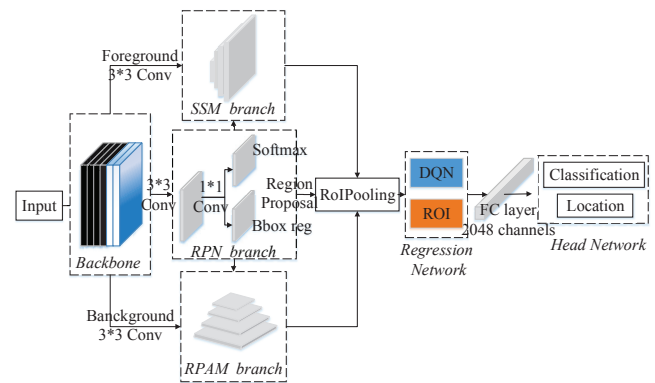 Foreground
3*3 Conv
SSM branch
Input
Backbone
3*3
Conv
1*1
Conv
Softmax
Bbox reg
RPN branch
Region
Proposal
RoIPooling
DQN
ROI
Regression
Network
FC layer
2048 channels
Classification
Location
Head Network
Banckground
3*3 Conv
RPAM branch